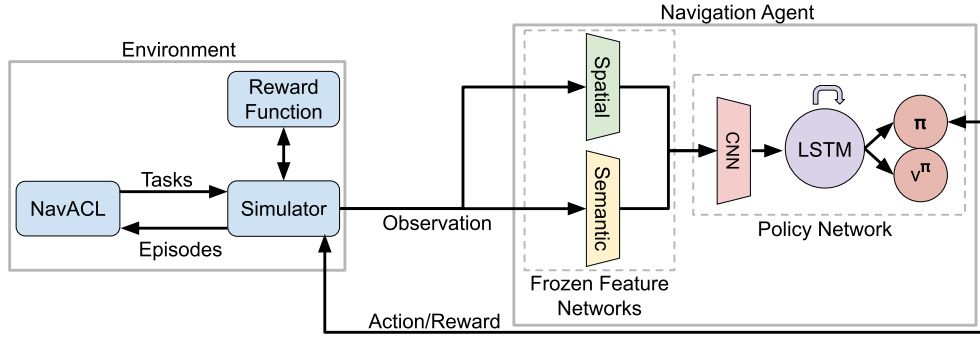 Navigation Agent
Environment
Reward
Function
Spatial
CNN
LSTM
π
vπ
Tasks
NavACL
Simulator
Observation
Semantic
Episodes
Policy Network
Frozen Feature
Networks
Action/Reward